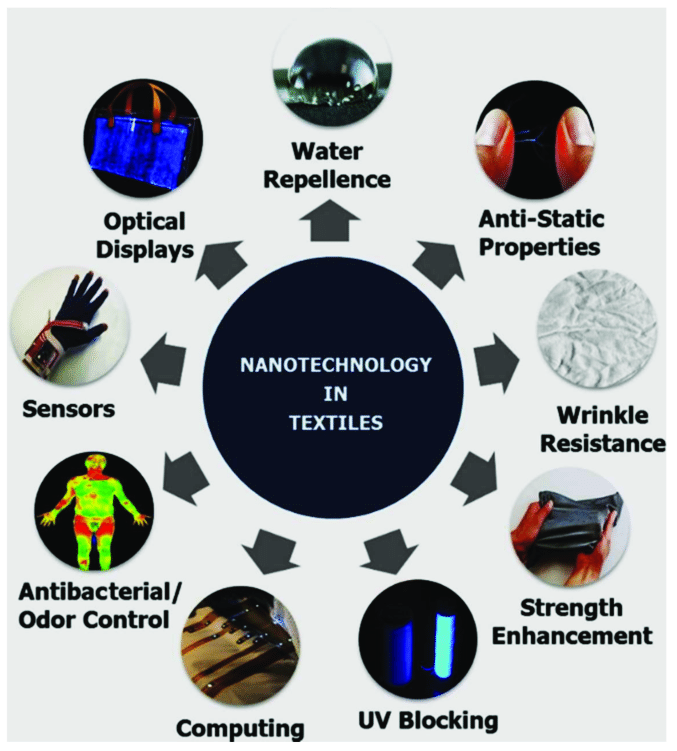 Water
Repellence
Optical
Displays
Anti-Static
Properties
Sensors
NANOTECHNOLOGY
IN
TEXTILES
Wrinkle
Resistance
Antibacterial/
Odor Control
Strength
Enhancement
Computing
UV Blocking